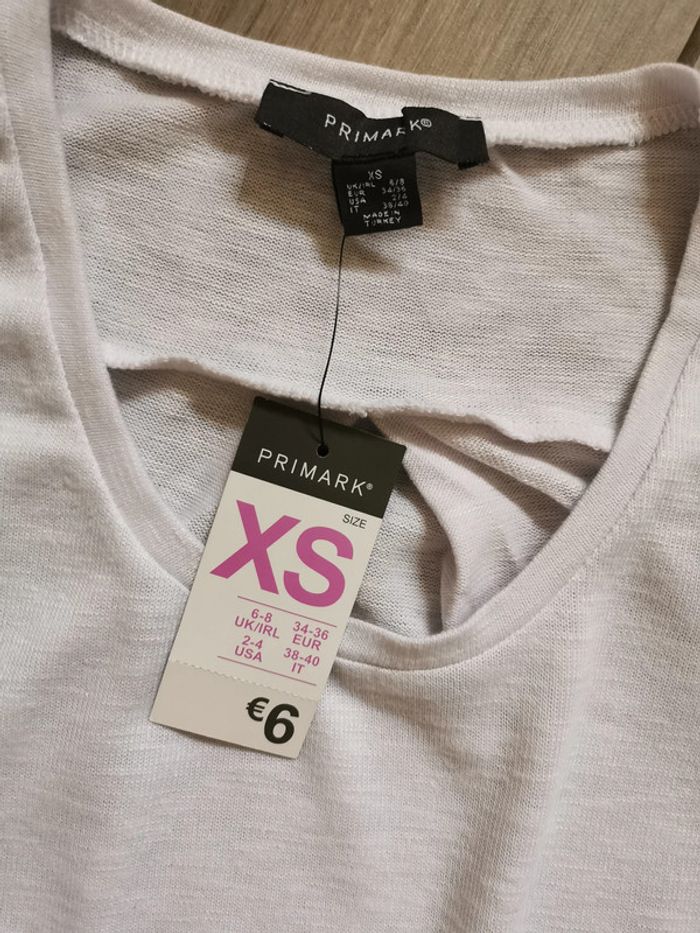 PRIMARK®
XS
UK/IRL 6/8
EUR 34/36
USA 2/4
IT 38/40
MADE IN
TURKEY
PRIMARK®
SIZE
XS
6-8
UK/IRL
34-36
EUR
2-4
USA
38-40
IT
€6